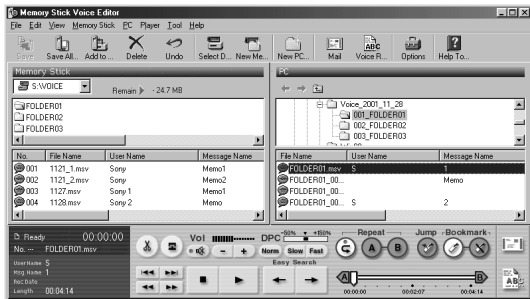 Memory Stick Voice Editor
File Edit View Memory Stick PC Player Tool Help
Save Save All... Add to... Delete Undo Select D... New Me... New PC... Mail Voice R... Options Help To...
Memory Stick
S:\VOICE Remain 24.7 MB
FOLDER01
FOLDER02
FOLDER03
No. File Name User Name Message Name
001 1121_1.msv Sony Memo1
002 1121_2.msv Sony Memo2
003 1127.msv Sony 1 Memo3
004 1128.msv Sony 2 Memo4
PC
Voice_2001_11_28
001_FOLDER01
002_FOLDER02
003_FOLDER03
File Name User Name Message Name
FOLDER01.msv S 1
FOLDER01_00... Memo
FOLDER01_00...
FOLDER01_00... S 2
Ready 00:00:00
No. --- FOLDER01.msv
UserName S
Msg Name 1
Rec Date
Length 00:04:14
Vol
DPC -50% +150%
Norm Slow Fast
Easy Search
Repeat Jump Bookmark
A B
A B
00:00:00 00:02:07 00:04:14
ABC